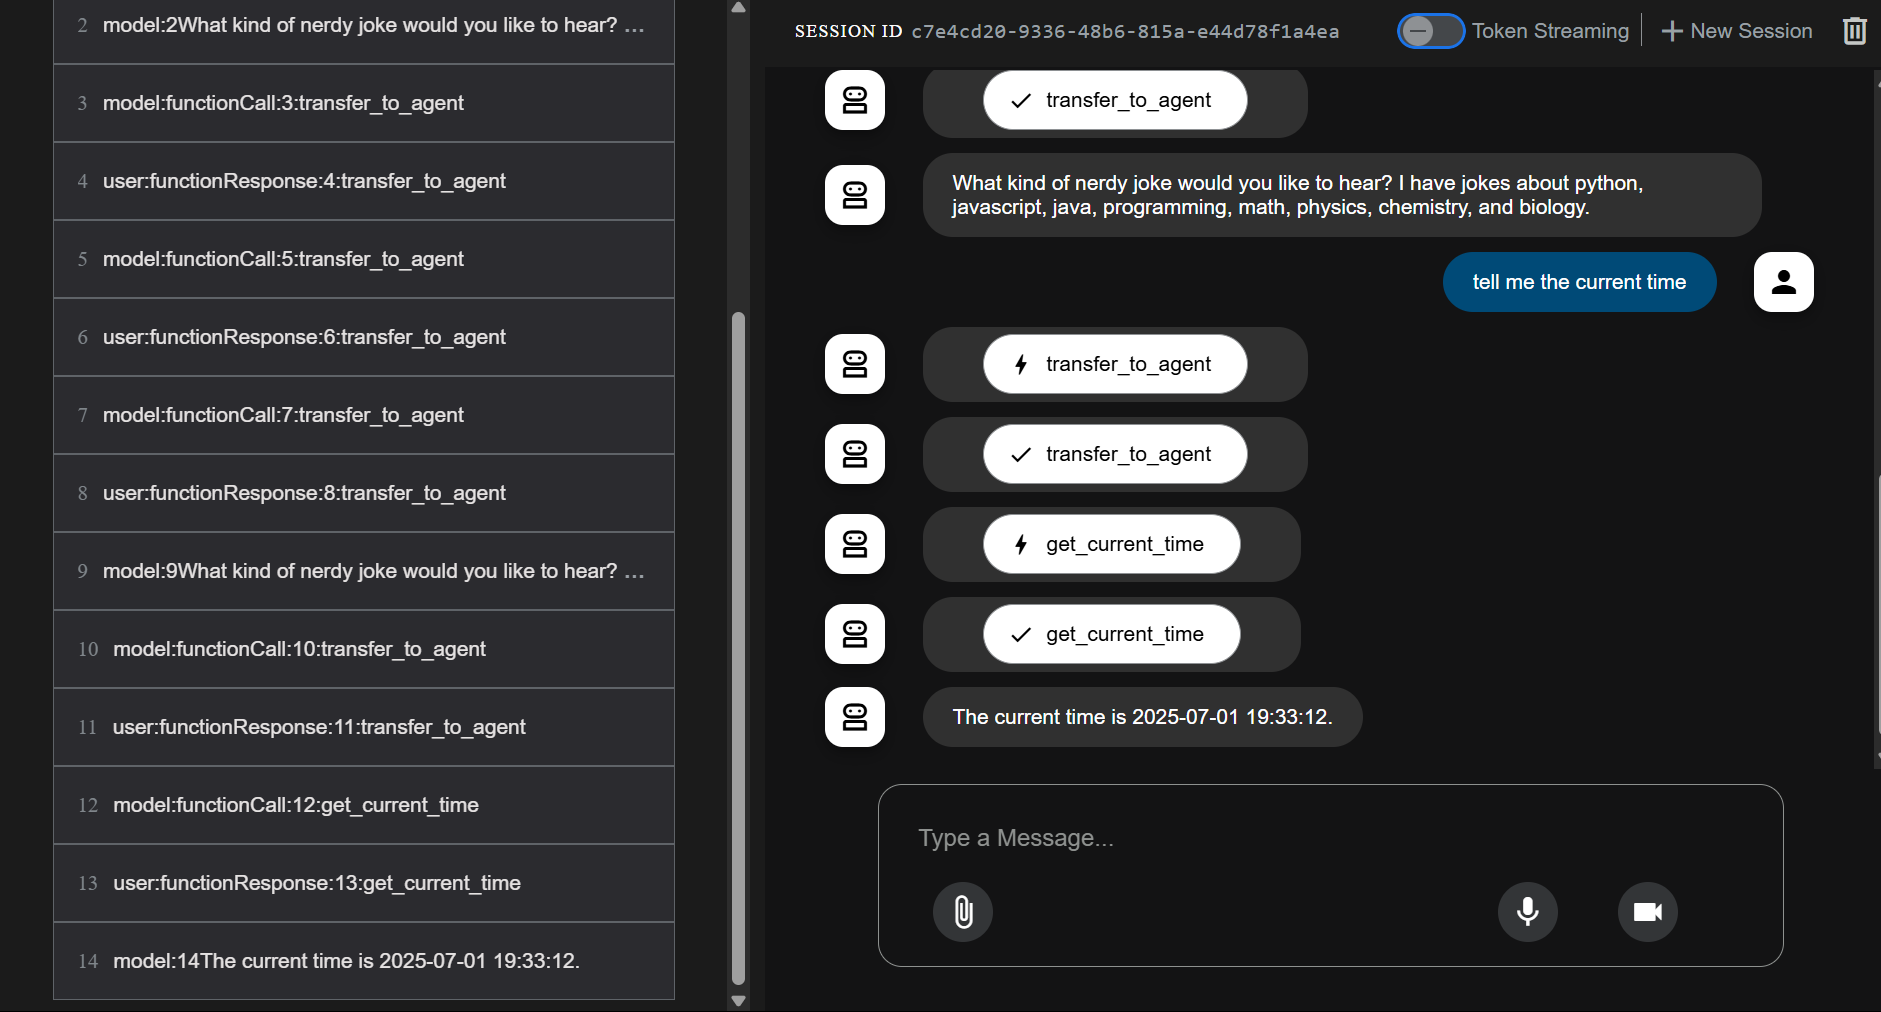 2 model:2What kind of nerdy joke would you like to hear? ...
3 model:functionCall:3:transfer_to_agent
4 user:functionResponse:4:transfer_to_agent
5 model:functionCall:5:transfer_to_agent
6 user:functionResponse:6:transfer_to_agent
7 model:functionCall:7:transfer_to_agent
8 user:functionResponse:8:transfer_to_agent
9 model:9What kind of nerdy joke would you like to hear? ...
10 model:functionCall:10:transfer_to_agent
11 user:functionResponse:11:transfer_to_agent
12 model:functionCall:12:get_current_time
13 user:functionResponse:13:get_current_time
14 model:14The current time is 2025-07-01 19:33:12.
SESSION ID c7e4cd20-9336-48b6-815a-e44d78f1a4ea Token Streaming New Session
transfer_to_agent
What kind of nerdy joke would you like to hear? I have jokes about python,
javascript, java, programming, math, physics, chemistry, and biology.
tell me the current time
transfer_to_agent
transfer_to_agent
get_current_time
get_current_time
The current time is 2025-07-01 19:33:12.
Type a Message...